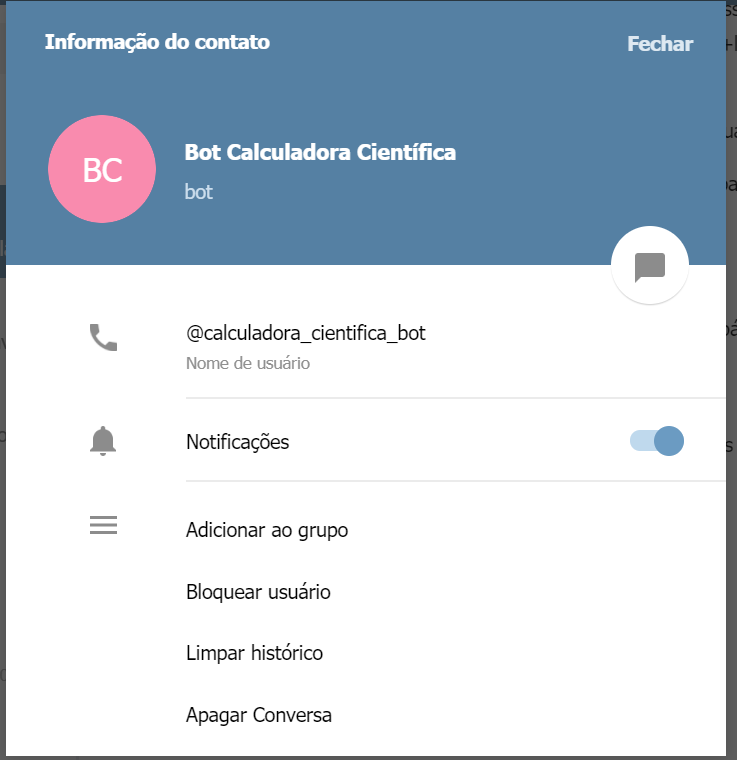 Informação do contato
Fechar
BC
Bot Calculadora Científica
bot
@calculadora_cientifica_bot
Nome de usuário
Notificações
Adicionar ao grupo
Bloquear usuário
Limpar histórico
Apagar Conversa